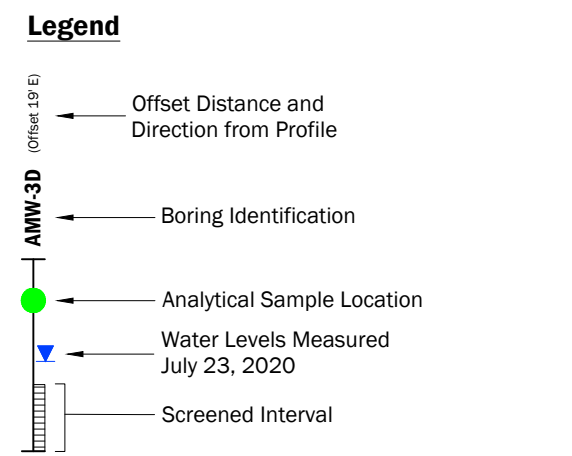 Legend
(Offset 19' E)
Offset Distance and
Direction from Profile
AMW-3D
Boring Identification
Analytical Sample Location
Water Levels Measured
July 23, 2020
Screened Interval